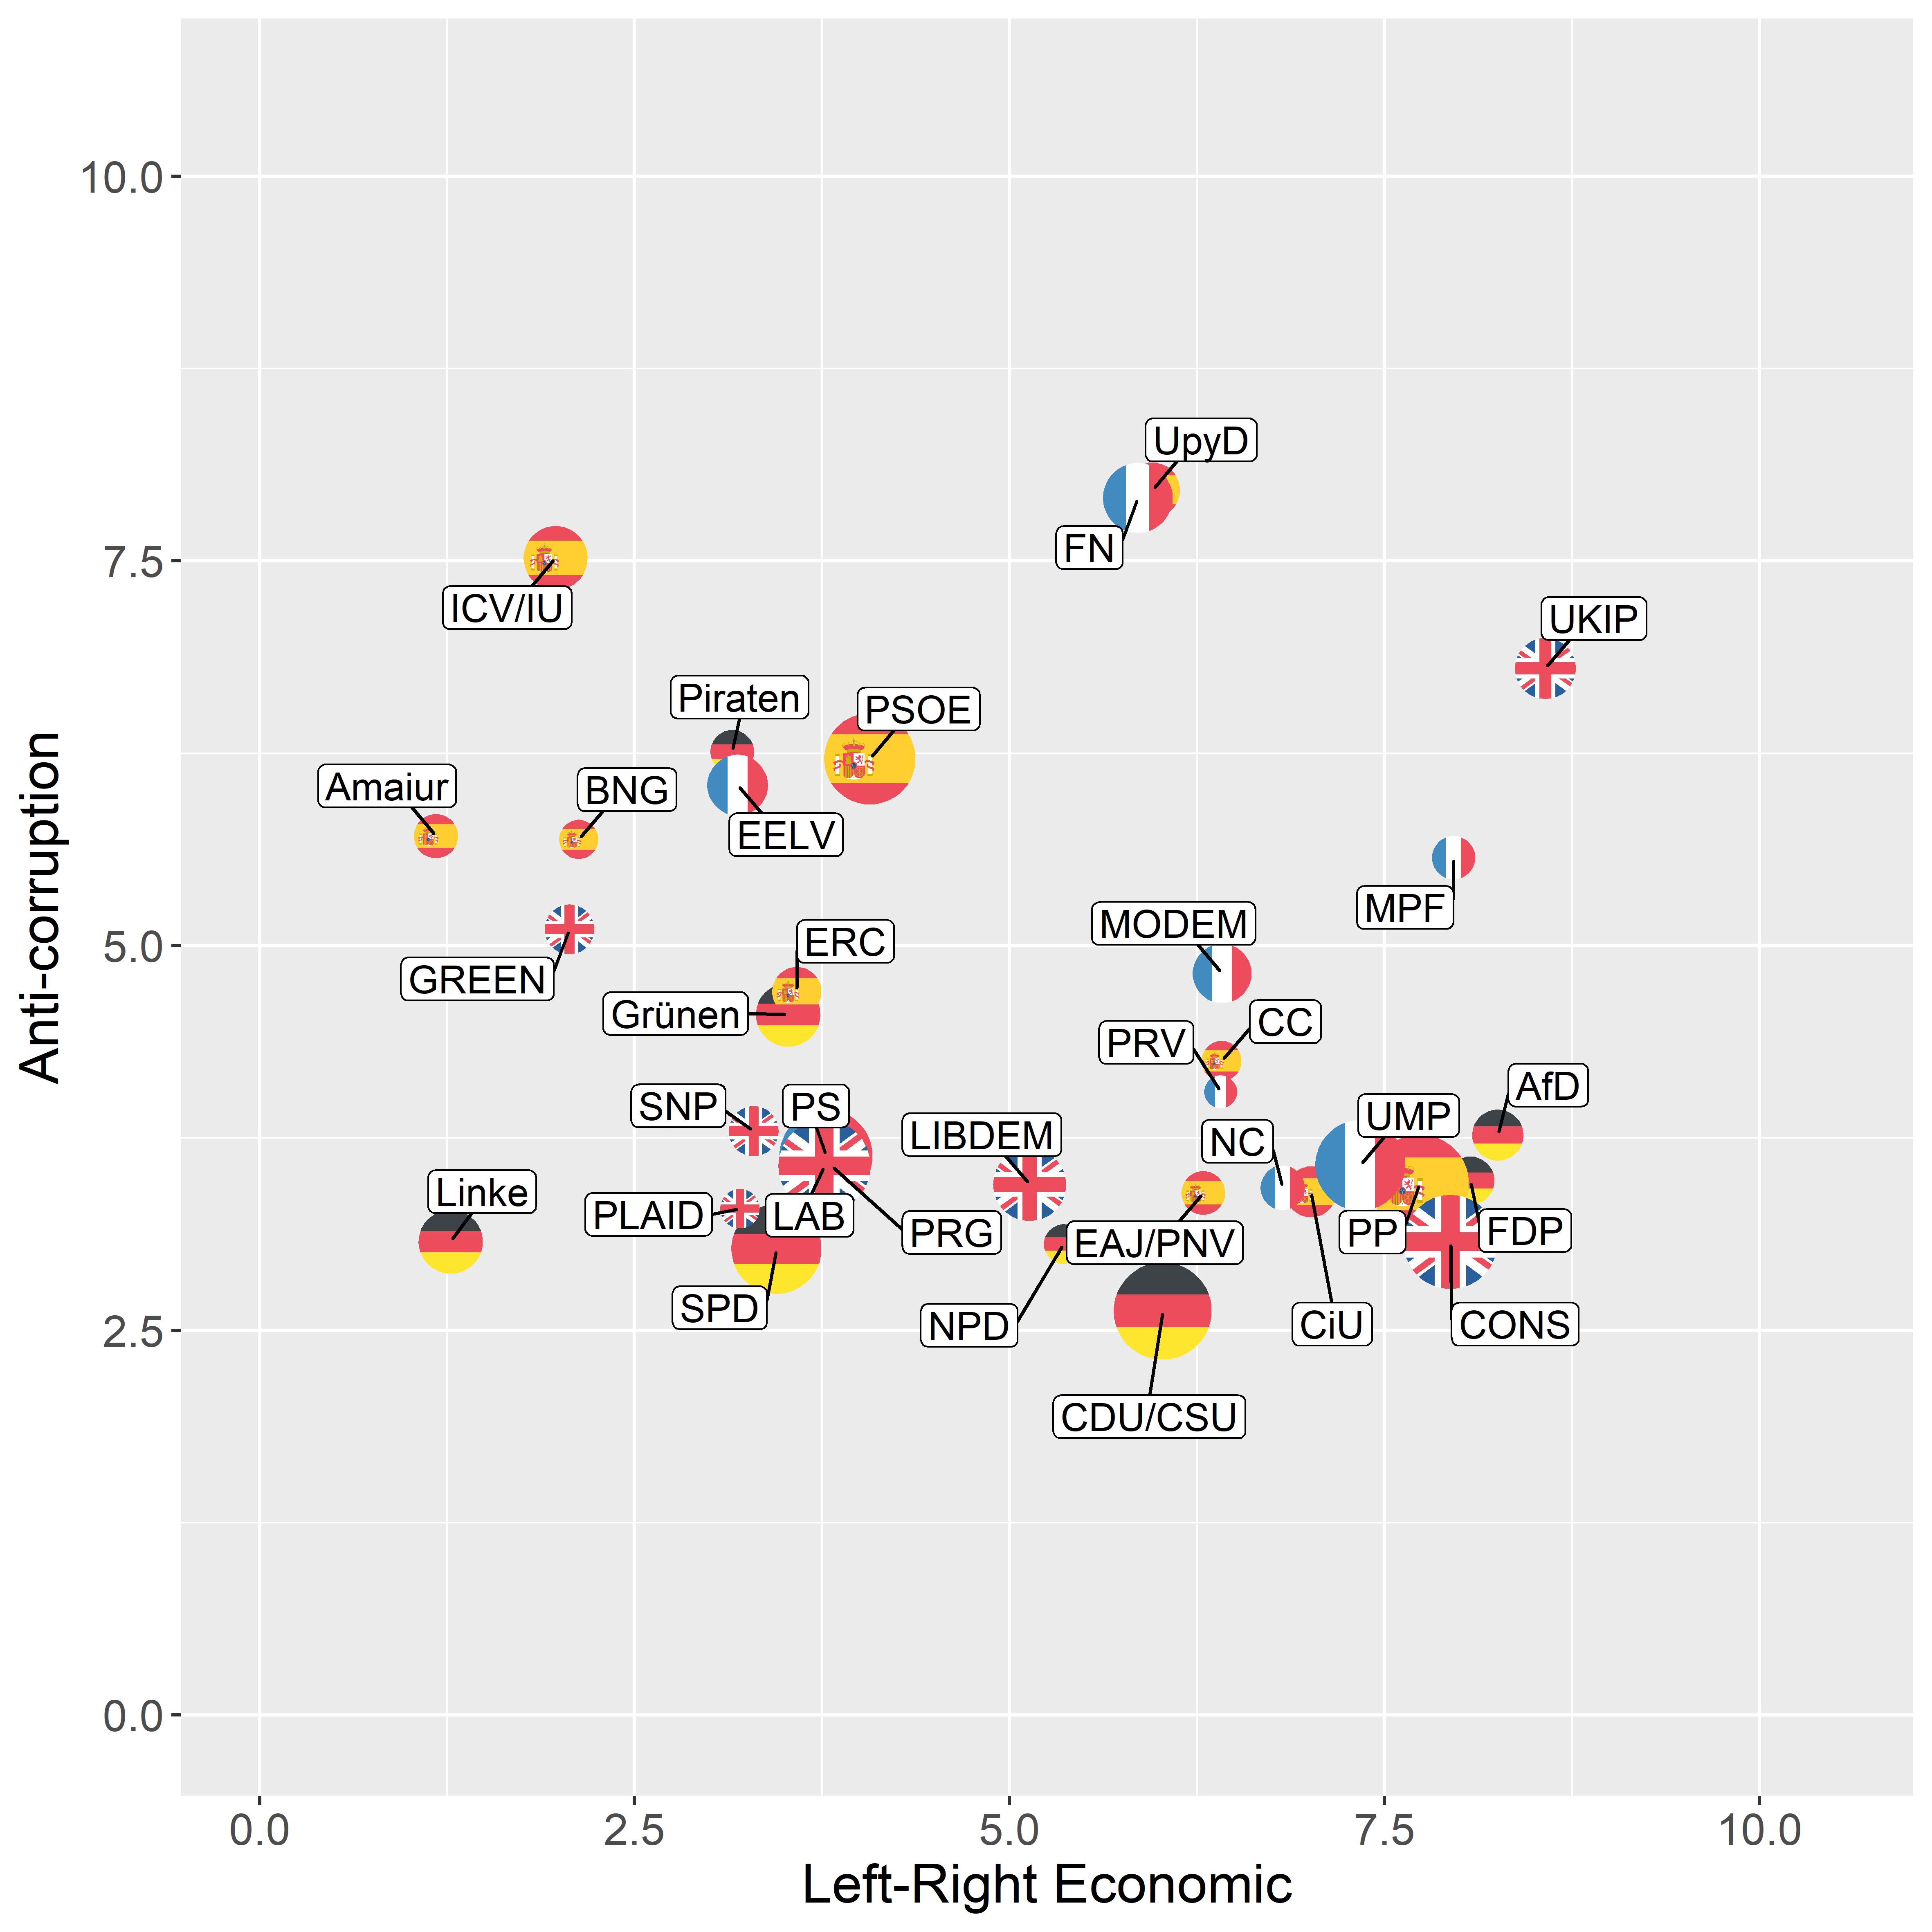 10.0
7.5
5.0
2.5
0.0
Anti-corruption
UpyD
FN
ICV/IU
UKIP
Piraten
PSOE
Amaiur
BNG
EELV
MPF
MODEM
ERC
GREEN
Grünen
CC
PRV
AfD
SNP
PS
UMP
LIBDEM
NC
Linke
PLAID
LAB
PRG
EAJ/PNV
PP
FDP
SPD
NPD
CiU
CONS
CDU/CSU
0.0
2.5
5.0
7.5
10.0
Left-Right Economic